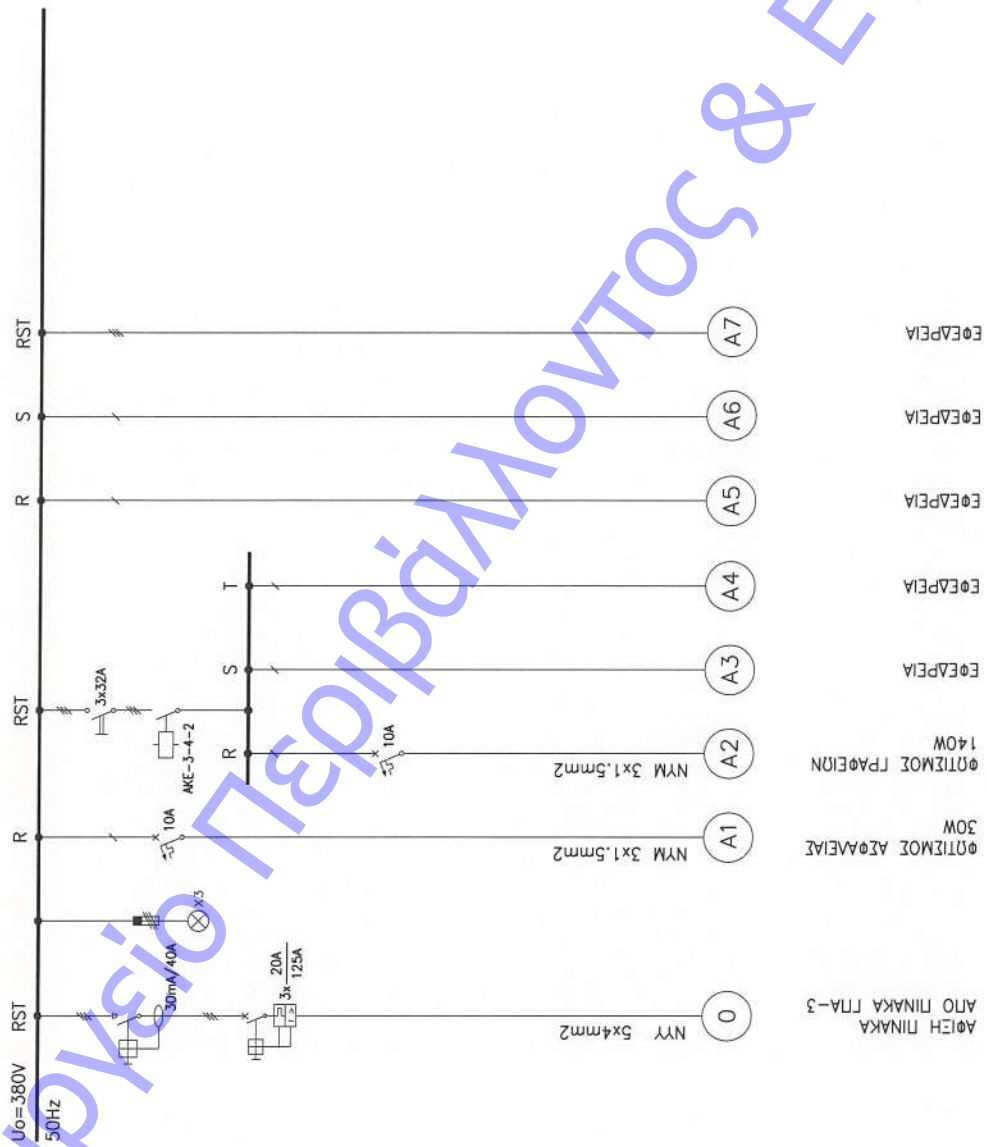 Uo=380V
50Hz
RST
R
RST
R
S
RST
30mA/40A
3x 20A
125A
I >
X3
10A
3x32A
AKE-3-4-2
R
S
T
10A
NYY 5x4mm2
NYM 3x1.5mm2
NYM 3x1.5mm2
0
A1
A2
A3
A4
A5
A6
A7
ΑΦΙΞΗ ΠΙΝΑΚΑ
ΑΠΟ ΠΙΝΑΚΑ ΓΠΑ-3
ΦΩΤΙΣΜΟΣ ΑΣΦΑΛΕΙΑΣ
30W
ΦΩΤΙΣΜΟΣ ΓΡΑΦΕΙΩΝ
140W
ΕΦΕΔΡΕΙΑ
ΕΦΕΔΡΕΙΑ
ΕΦΕΔΡΕΙΑ
ΕΦΕΔΡΕΙΑ
ΕΦΕΔΡΕΙΑ
ργείο Περιβάλλοντος & Ε